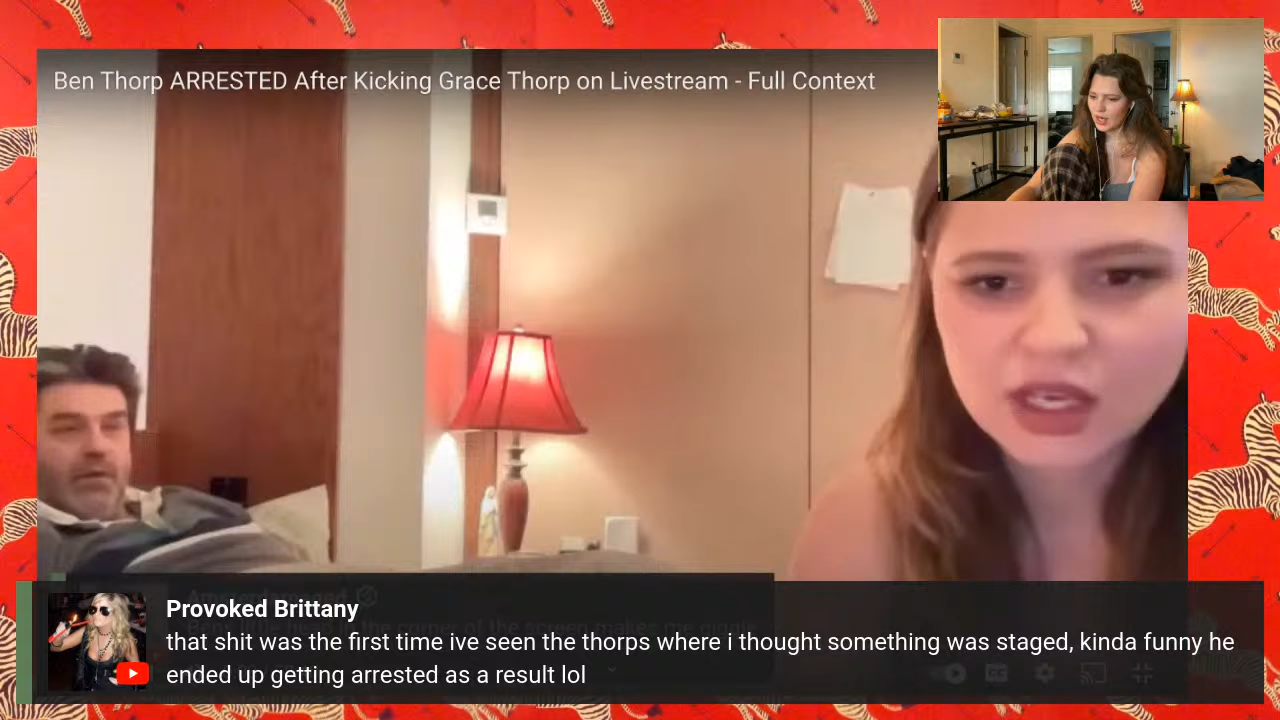 Ben Thorp ARRESTED After Kicking Grace Thorp on Livestream - Full Context
Provoked Brittany
that shit was the first time ive seen the thorps where i thought something was staged, kinda funny he
ended up getting arrested as a result lol